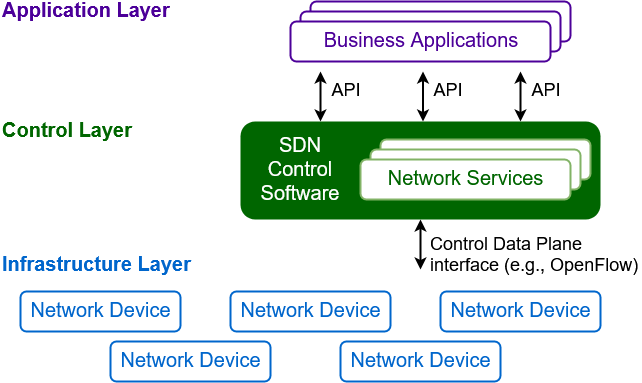 Application Layer
Business Applications
API API API
Control Layer
SDN
Control
Software
Network Services
Control Data Plane
interface (e.g., OpenFlow)
Infrastructure Layer
Network Device Network Device Network Device
Network Device Network Device